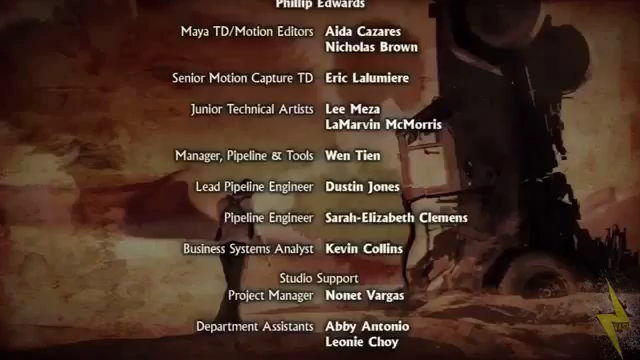 Phillip Edwards
Maya TD/Motion Editors Aida Cazares
Nicholas Brown
Senior Motion Capture TD Eric Lalumiere
Junior Technical Artists Lee Meza
LaMarvin McMorris
Manager, Pipeline & Tools Wen Tien
Lead Pipeline Engineer Dustin Jones
Pipeline Engineer Sarah-Elizabeth Clemens
Business Systems Analyst Kevin Collins
Studio Support
Project Manager Nonet Vargas
Department Assistants Abby Antonio
Leonie Choy